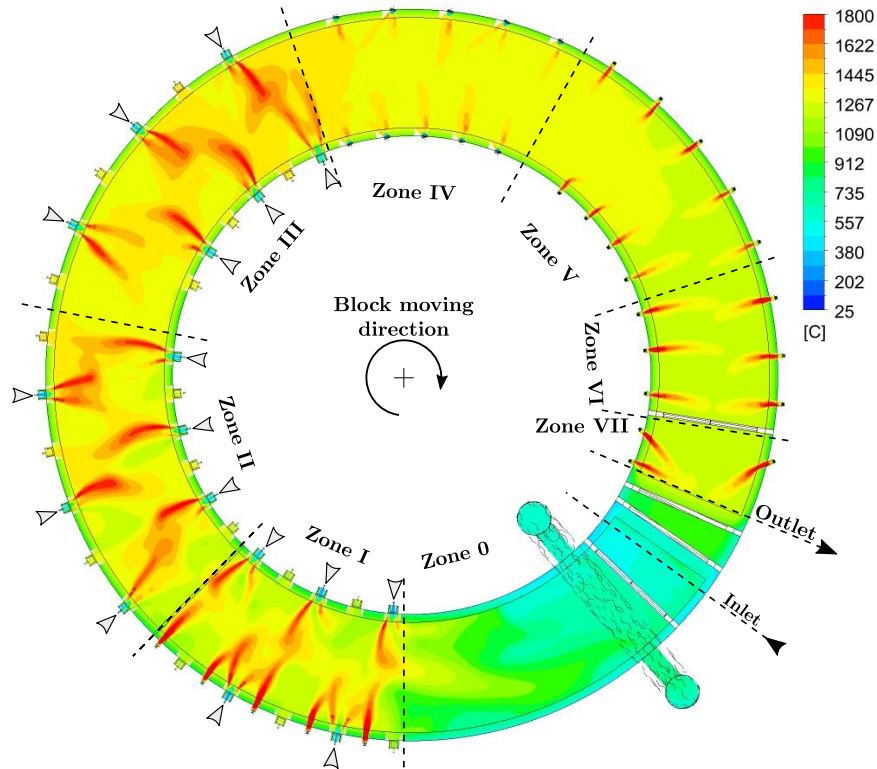 1800
1622
1445
1267
1090
912
735
557
380
202
25
[C]
Zone IV
Zone III
Zone V
Block moving
direction
Zone VI
Zone VII
Zone II
Zone I
Zone 0
Outlet
Inlet